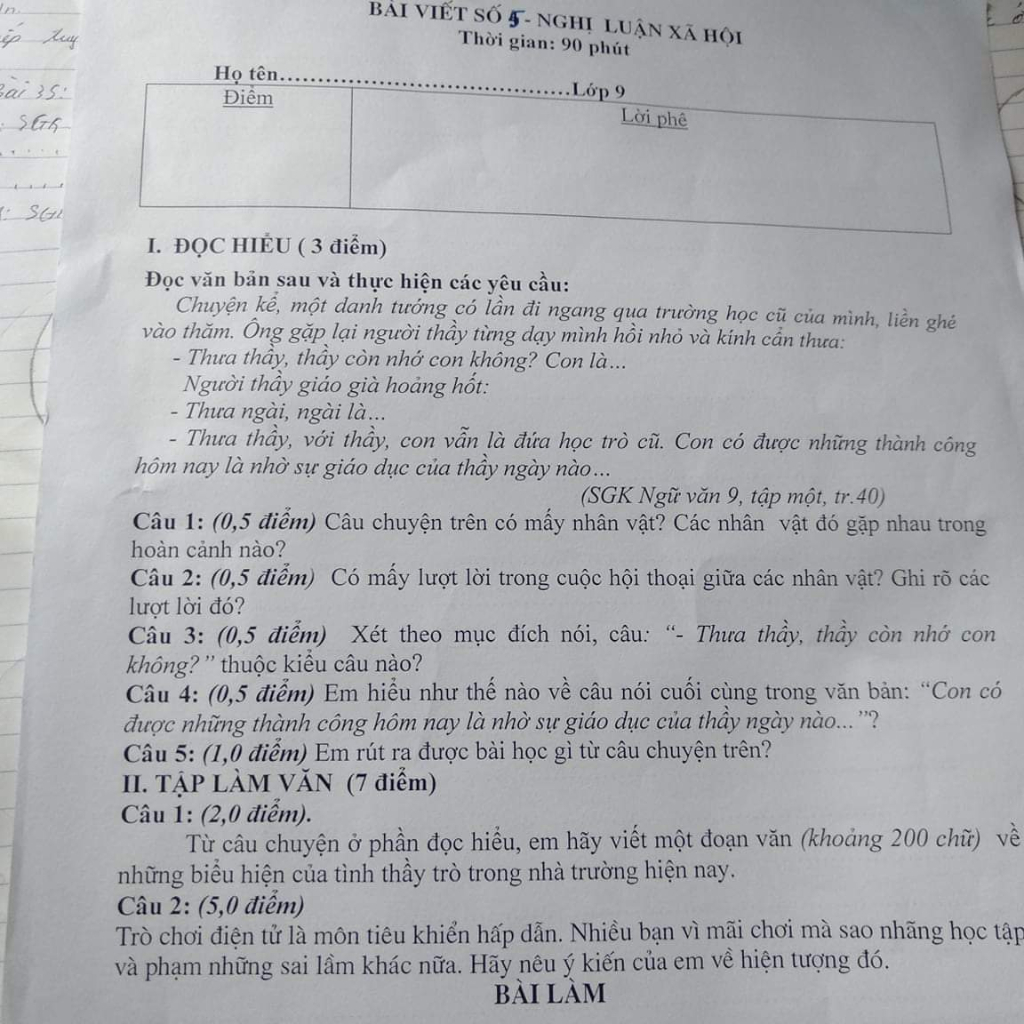 BÀI VIẾT SỐ 5 - NGHỊ LUẬN XÃ HỘI
Thời gian: 90 phút
Họ tên..........................................Lớp 9
Điểm
Lời phê
Bài 35:
SGK
: SGK
I. ĐỌC HIỂU ( 3 điểm)
Đọc văn bản sau và thực hiện các yêu cầu:
Chuyện kể, một danh tướng có lần đi ngang qua trường học cũ của mình, liền ghé
vào thăm. Ông gặp lại người thầy từng dạy mình hồi nhỏ và kính cẩn thưa:
- Thưa thầy, thầy còn nhớ con không? Con là...
Người thầy giáo già hoảng hốt:
- Thưa ngài, ngài là...
- Thưa thầy, với thầy, con vẫn là đứa học trò cũ. Con có được những thành công
hôm nay là nhờ sự giáo dục của thầy ngày nào...
(SGK Ngữ văn 9, tập một, tr.40)
Câu 1: (0,5 điểm) Câu chuyện trên có mấy nhân vật? Các nhân vật đó gặp nhau trong
hoàn cảnh nào?
Câu 2: (0,5 điểm) Có mấy lượt lời trong cuộc hội thoại giữa các nhân vật? Ghi rõ các
lượt lời đó?
Câu 3: (0,5 điểm) Xét theo mục đích nói, câu: “- Thưa thầy, thầy còn nhớ con
không? ” thuộc kiểu câu nào?
Câu 4: (0,5 điểm) Em hiểu như thế nào về câu nói cuối cùng trong văn bản: “Con có
được những thành công hôm nay là nhờ sự giáo dục của thầy ngày nào... ”?
Câu 5: (1,0 điểm) Em rút ra được bài học gì từ câu chuyện trên?
II. TẬP LÀM VĂN (7 điểm)
Câu 1: (2,0 điểm).
Từ câu chuyện ở phần đọc hiểu, em hãy viết một đoạn văn (khoảng 200 chữ) về
những biểu hiện của tình thầy trò trong nhà trường hiện nay.
Câu 2: (5,0 điểm)
Trò chơi điện tử là món tiêu khiển hấp dẫn. Nhiều bạn vì mãi chơi mà sao nhãng học tập
và phạm những sai lầm khác nữa. Hãy nêu ý kiến của em về hiện tượng đó.
BÀI LÀM